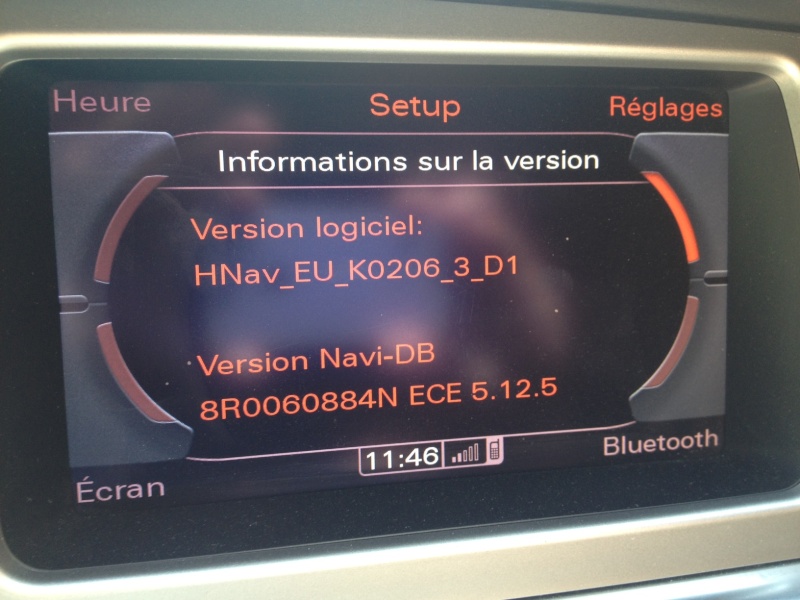 Heure Setup Réglages
Informations sur la version
Version logiciel:
HNav_EU_K0206_3_D1
Version Navi-DB
8R0060884N ECE 5.12.5
11:46
Écran Bluetooth